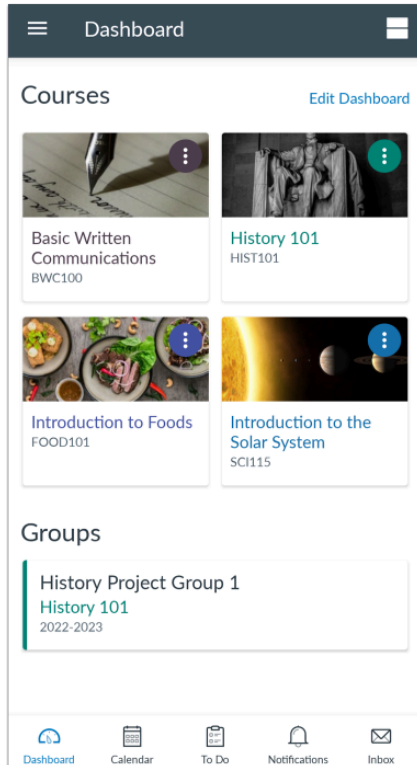 Dashboard
Courses
Edit Dashboard
Basic Written
Communications
BWC100
History 101
HIST101
Introduction to Foods
FOOD101
Introduction to the
Solar System
SCI115
Groups
History Project Group 1
History 101
2022-2023
Dashboard
Calendar
To Do
Notifications
Inbox